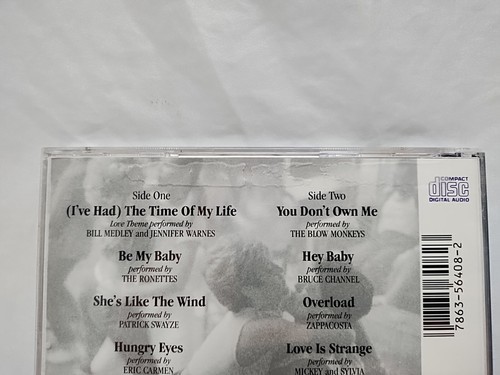 Side One
(I've Had) The Time Of My Life
Love Theme performed by
BILL MEDLEY and JENNIFER WARNES
Be My Baby
performed by
THE RONETTES
She's Like The Wind
performed by
PATRICK SWAYZE
Hungry Eyes
performed by
ERIC CARMEN
Side Two
You Don't Own Me
performed by
THE BLOW MONKEYS
Hey Baby
performed by
BRUCE CHANNEL
Overload
performed by
ZAPPACOSTA
Love Is Strange
performed by
MICKEY and SYLVIA
COMPACT
disc
DIGITAL AUDIO
7863-56408-2